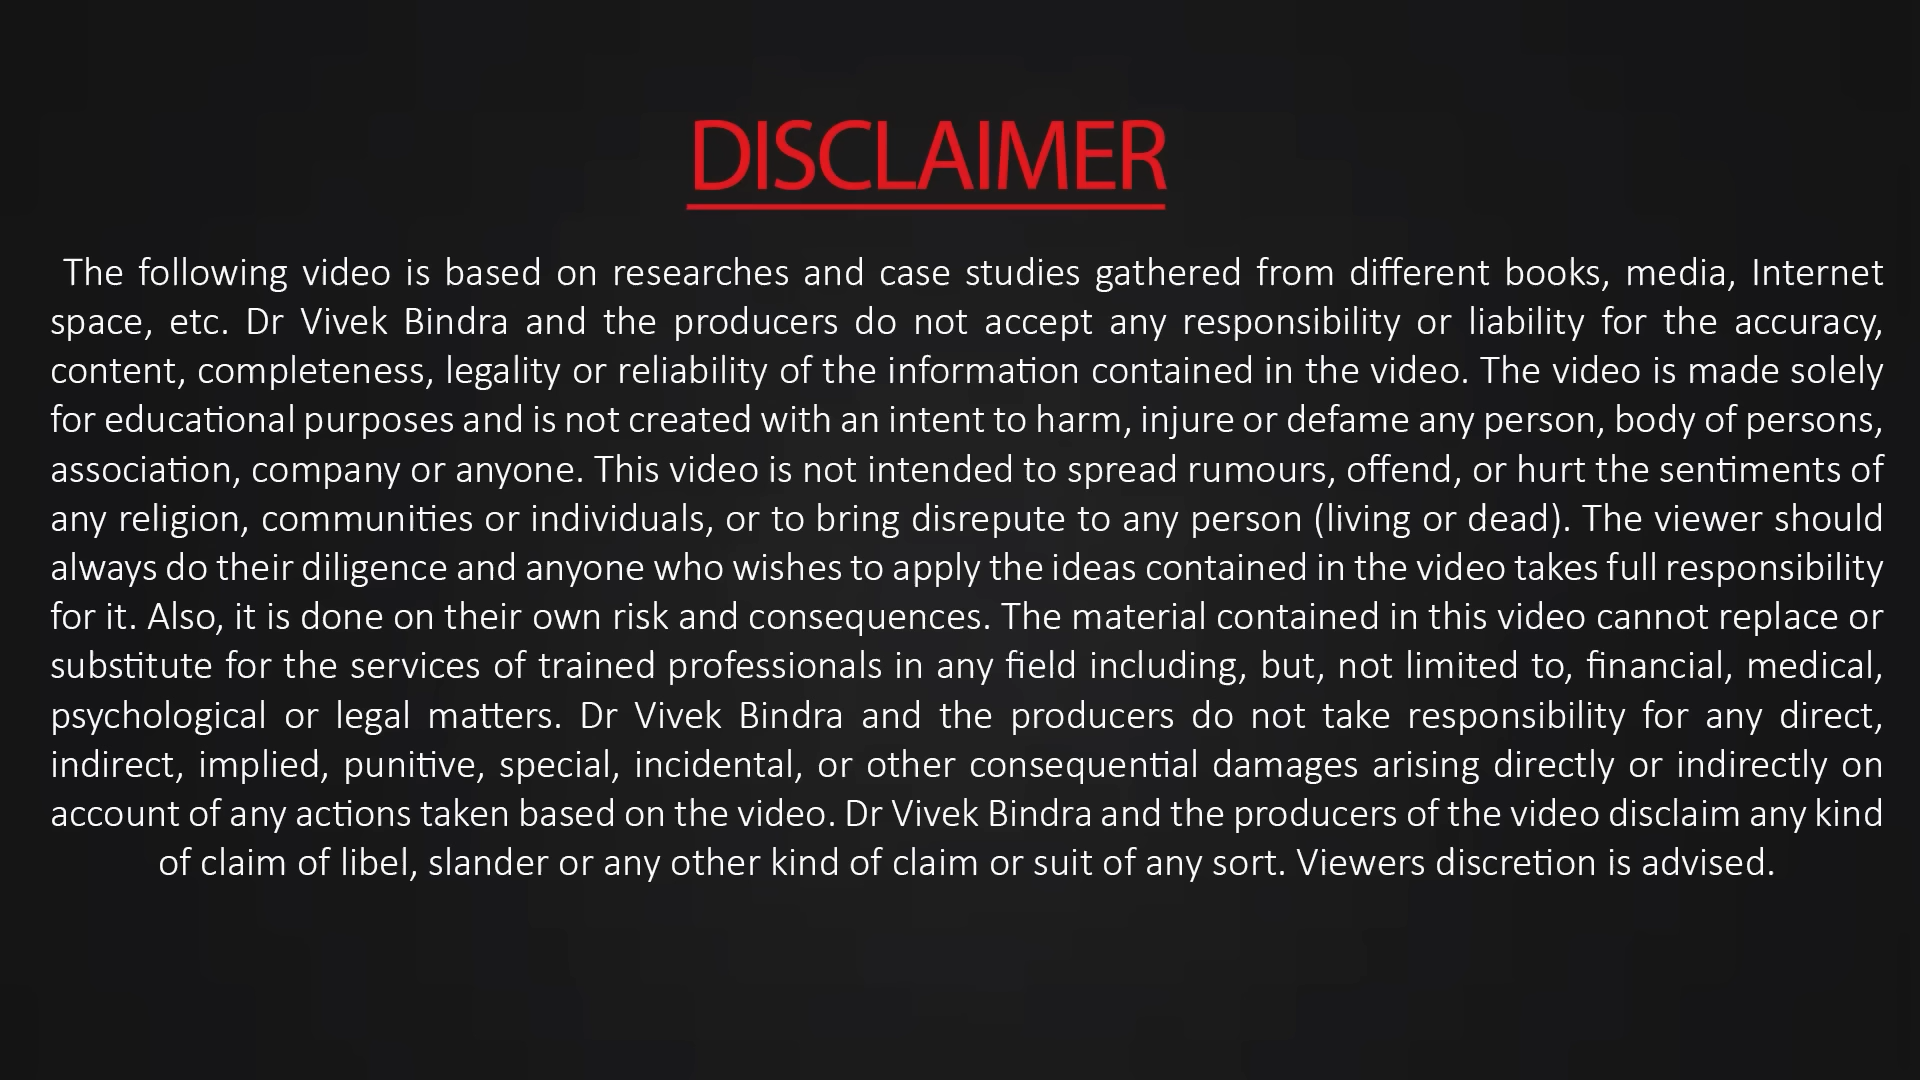 DISCLAIMER
The following video is based on researches and case studies gathered from different books, media, Internet
space, etc. Dr Vivek Bindra and the producers do not accept any responsibility or liability for the accuracy,
content, completeness, legality or reliability of the information contained in the video. The video is made solely
for educational purposes and is not created with an intent to harm, injure or defame any person, body of persons,
association, company or anyone. This video is not intended to spread rumours, offend, or hurt the sentiments of
any religion, communities or individuals, or to bring disrepute to any person (living or dead). The viewer should
always do their diligence and anyone who wishes to apply the ideas contained in the video takes full responsibility
for it. Also, it is done on their own risk and consequences. The material contained in this video cannot replace or
substitute for the services of trained professionals in any field including, but, not limited to, financial, medical,
psychological or legal matters. Dr Vivek Bindra and the producers do not take responsibility for any direct,
indirect, implied, punitive, special, incidental, or other consequential damages arising directly or indirectly on
account of any actions taken based on the video. Dr Vivek Bindra and the producers of the video disclaim any kind
of claim of libel, slander or any other kind of claim or suit of any sort. Viewers discretion is advised.